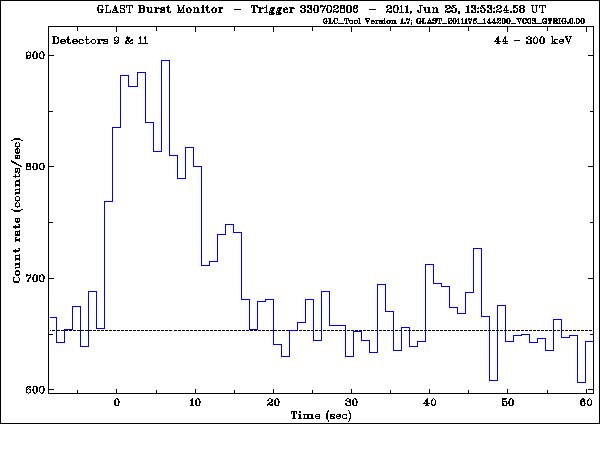 GLAST Burst Monitor – Trigger 330702806 – 2011, Jun 25, 13:53:24.58 UT
GLC_Tool Version 1.7; GLAST_2011176_144200_VC03_GTRIG.0.00
Detectors 9 & 11
44 – 300 keV
900
800
700
600
Count rate (counts/sec)
0
10
20
30
40
50
60
Time (sec)